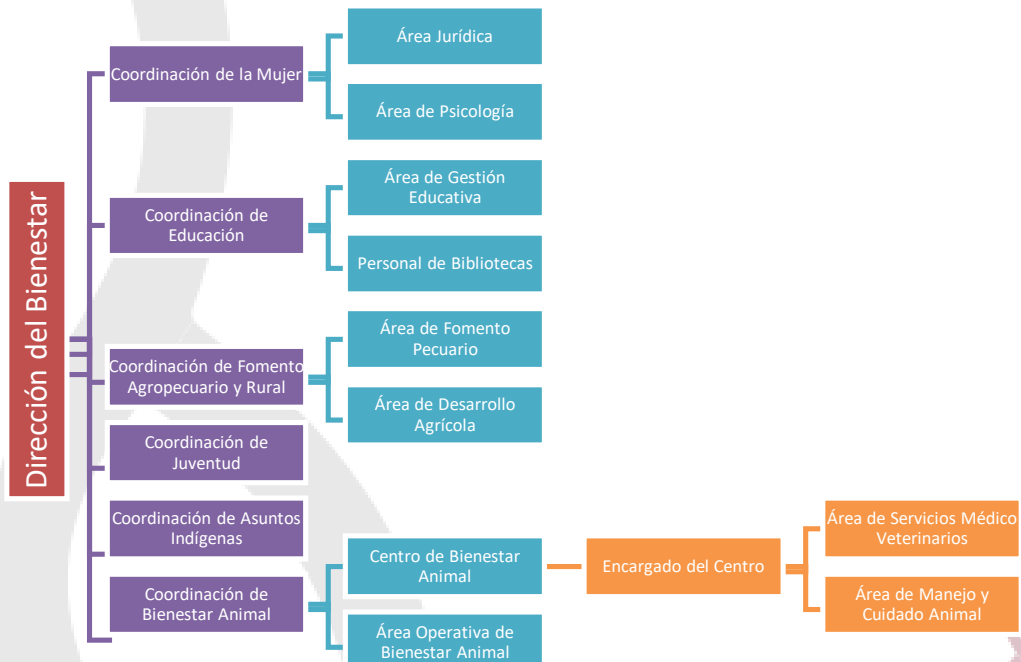 Dirección del Bienestar
Coordinación de la Mujer
Área Jurídica
Área de Psicología
Coordinación de
Educación
Área de Gestión
Educativa
Personal de Bibliotecas
Coordinación de Fomento
Agropecuario y Rural
Área de Fomento
Pecuario
Área de Desarrollo
Agrícola
Coordinación de
Juventud
Coordinación de Asuntos
Indígenas
Coordinación de
Bienestar Animal
Centro de Bienestar
Animal
Encargado del Centro
Área de Servicios Médico
Veterinarios
Área de Manejo y
Cuidado Animal
Área Operativa de
Bienestar Animal